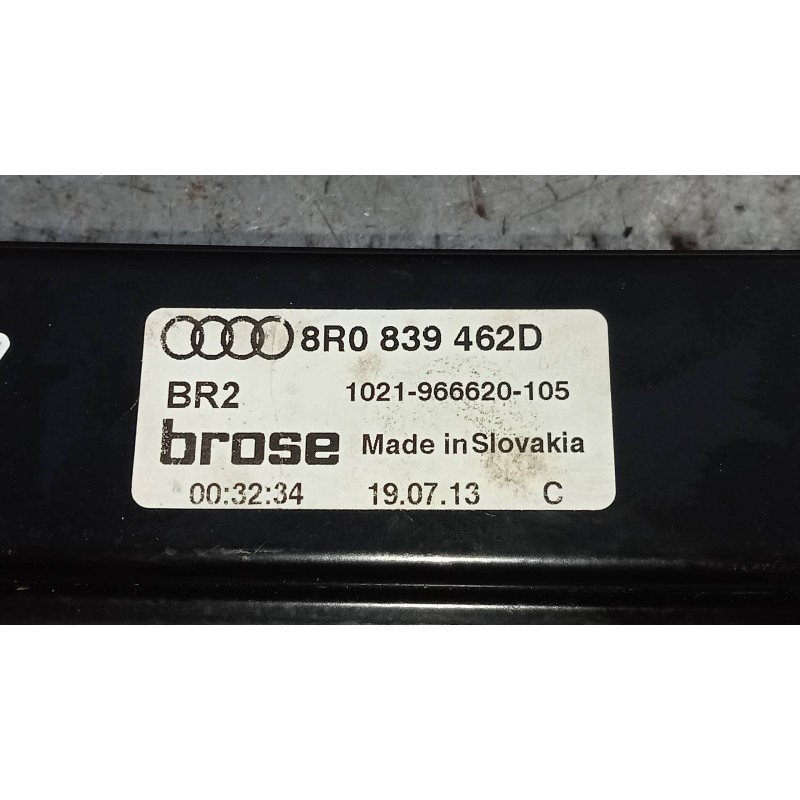 8R0 839 462D
BR2 1021-966620-105
brose Made in Slovakia
00:32:34 19.07.13 C